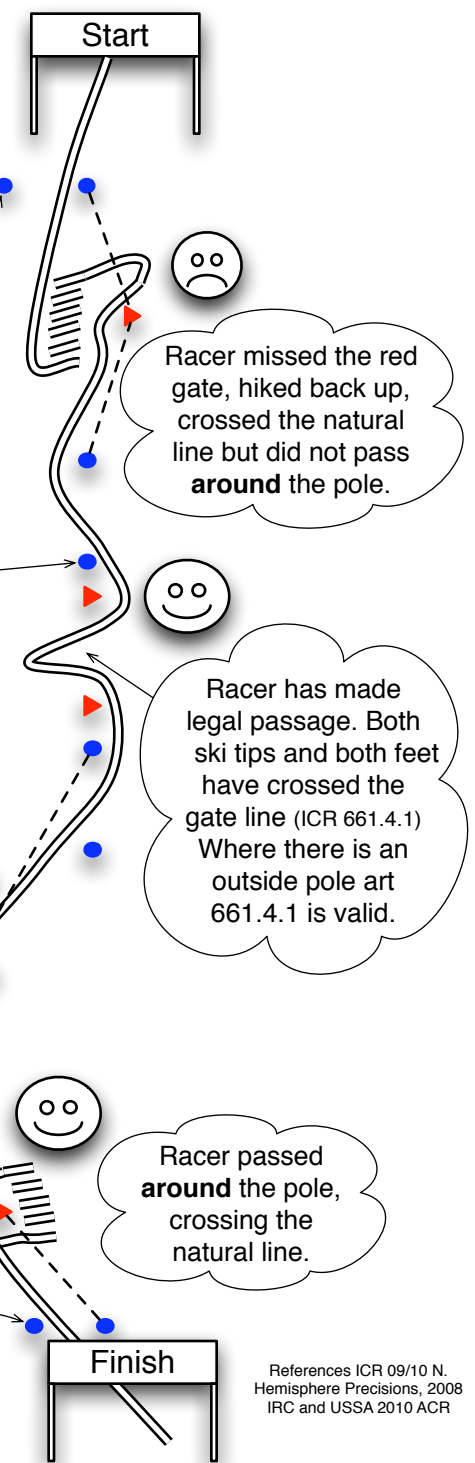 Start
Racer missed the red
gate, hiked back up,
crossed the natural
line but did not pass
around the pole.
Racer has made
legal passage. Both
ski tips and both feet
have crossed the
gate line (ICR 661.4.1)
Where there is an
outside pole art
661.4.1 is valid.
Racer passed
around the pole,
crossing the
natural line.
Finish
References ICR 09/10 N.
Hemisphere Precisions, 2008
IRC and USSA 2010 ACR